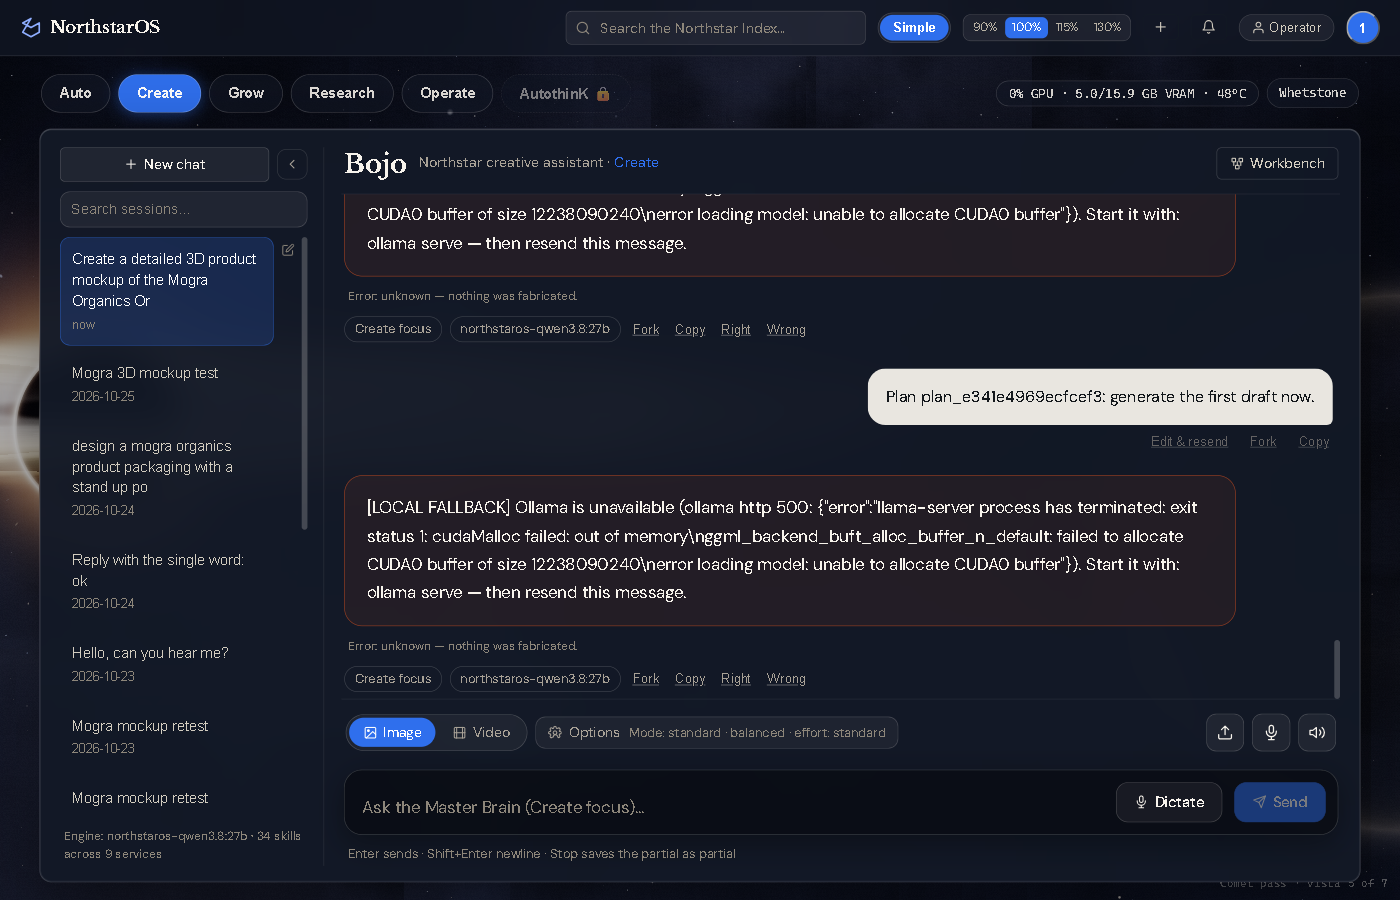 NorthstarOS
Search the Northstar Index...
Simple
90% 100% 115% 130%
Operator
1
Auto
Create
Grow
Research
Operate
AutothinK
0% GPU · 5.0/15.9 GB VRAM · 48°C
Whetstone
+ New chat
Search sessions...
Create a detailed 3D product
mockup of the Mogra
Organics Or
now
Mogra 3D mockup test
2026-10-25
design a mogra organics
product packaging with a
stand up po
2026-10-24
Reply with the single word:
ok
2026-10-24
Hello, can you hear me?
2026-10-23
Mogra mockup retest
2026-10-23
Mogra mockup retest
Engine: northstaros-qwen3.8:27b · 34 skills
across 9 services
Bojo Northstar creative assistant · Create
Workbench
CUDA0 buffer of size 12238090240\nerror loading model: unable to allocate CUDA0 buffer"}). Start it with:
ollama serve — then resend this message.
Error: unknown — nothing was fabricated.
Create focus northstaros-qwen3.8:27b Fork Copy Right Wrong
Plan plan_e341e4969ecfcef3: generate the first draft now.
Edit & resend Fork Copy
[LOCAL FALLBACK] Ollama is unavailable (ollama http 500: {"error":"llama-server process has terminated: exit
status 1: cudaMalloc failed: out of memory\nggml_backend_buft_alloc_buffer_n_default: failed to allocate
CUDA0 buffer of size 12238090240\nerror loading model: unable to allocate CUDA0 buffer"}). Start it with:
ollama serve — then resend this message.
Error: unknown — nothing was fabricated.
Create focus northstaros-qwen3.8:27b Fork Copy Right Wrong
Image
Video
Options Mode: standard · balanced · effort: standard
Ask the Master Brain (Create focus)...
Dictate
Send
Enter sends · Shift+Enter newline · Stop saves the partial as partial
Comet pass · Vista 5 of 7